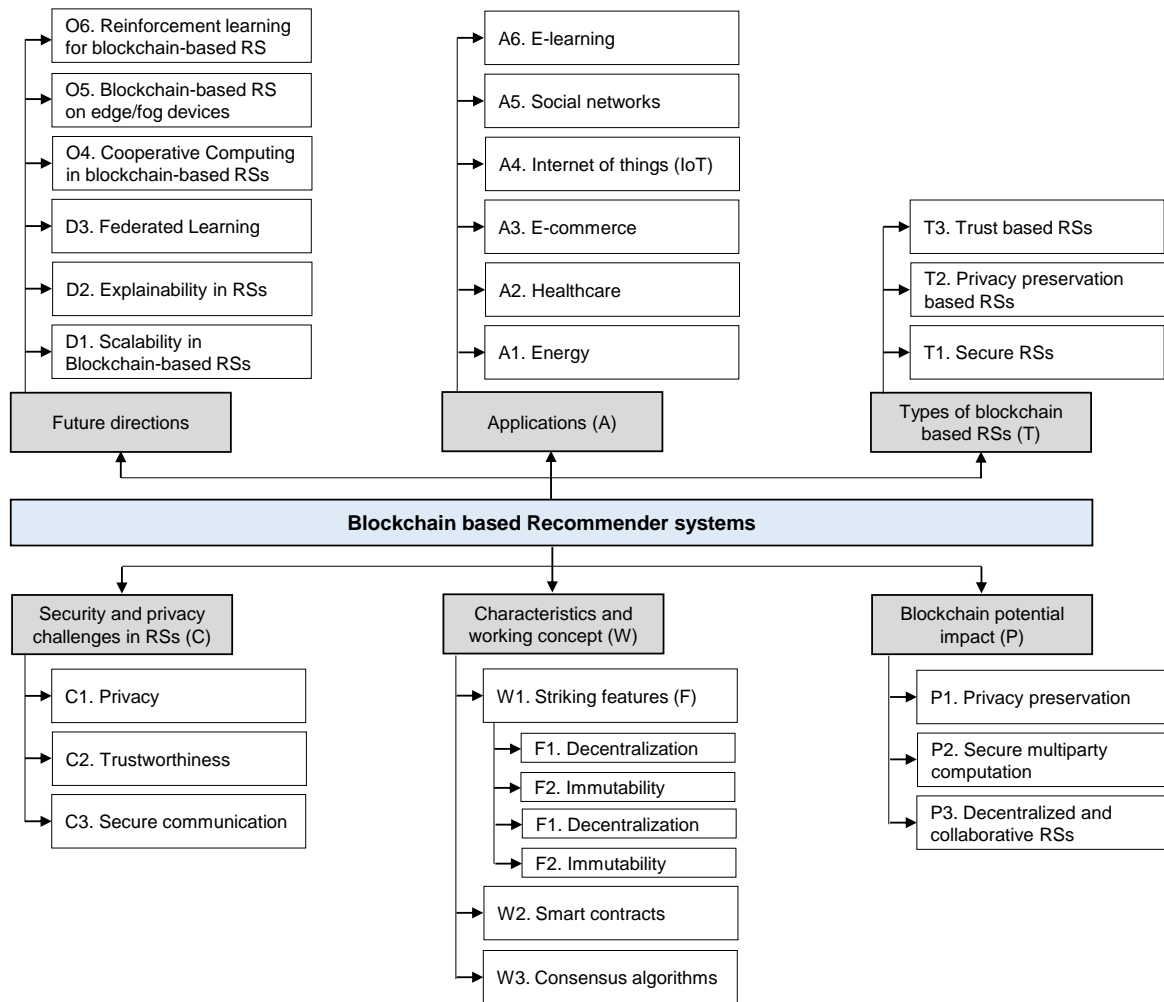 O6. Reinforcement learning
for blockchain-based RS
O5. Blockchain-based RS
on edge/fog devices
O4. Cooperative Computing
in blockchain-based RSs
D3. Federated Learning
D2. Explainability in RSs
D1. Scalability in
Blockchain-based RSs
Future directions
A6. E-learning
A5. Social networks
A4. Internet of things (IoT)
A3. E-commerce
A2. Healthcare
A1. Energy
Applications (A)
T3. Trust based RSs
T2. Privacy preservation
based RSs
T1. Secure RSs
Types of blockchain
based RSs (T)
Blockchain based Recommender systems
Security and privacy
challenges in RSs (C)
C1. Privacy
C2. Trustworthiness
C3. Secure communication
Characteristics and
working concept (W)
W1. Striking features (F)
F1. Decentralization
F2. Immutability
F1. Decentralization
F2. Immutability
W2. Smart contracts
W3. Consensus algorithms
Blockchain potential
impact (P)
P1. Privacy preservation
P2. Secure multiparty
computation
P3. Decentralized and
collaborative RSs